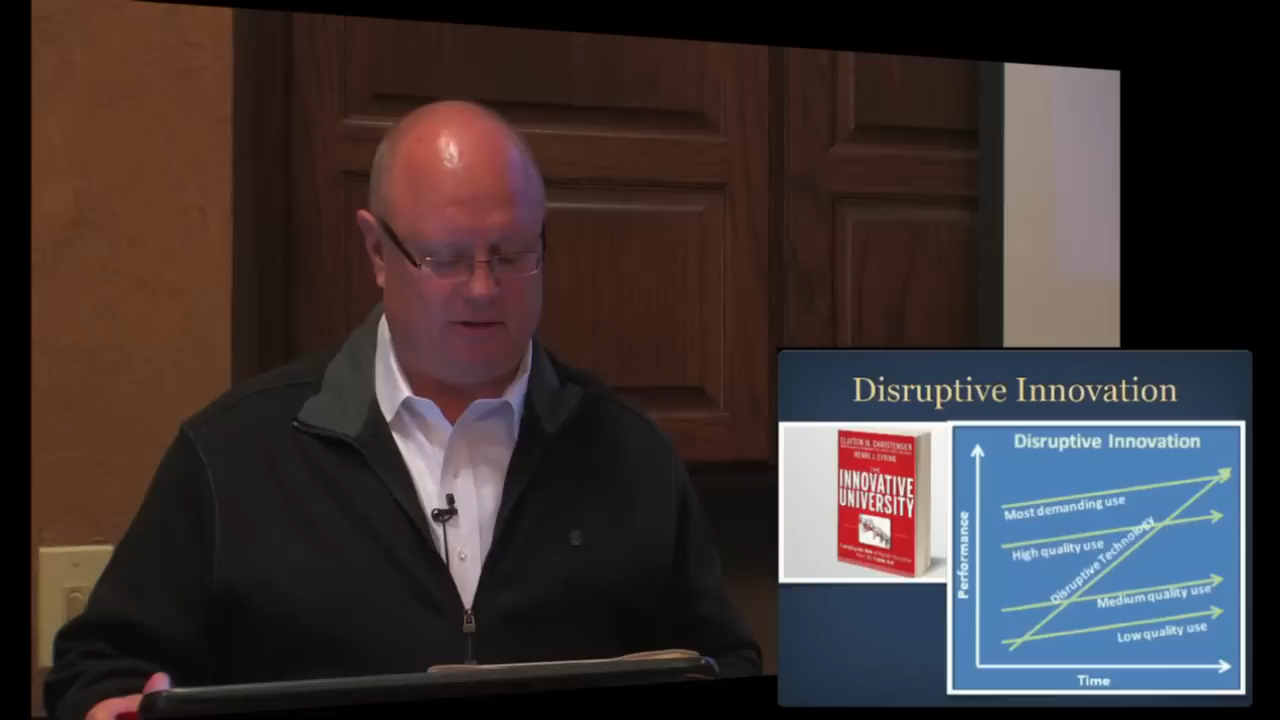 Disruptive Innovation
CLAYTON M. CHRISTENSEN
HENRY J. EYRING
THE
INNOVATIVE
UNIVERSITY
Disruptive Innovation
Performance
Most demanding use
High quality use
Disruptive Technology
Medium quality use
Low quality use
Time